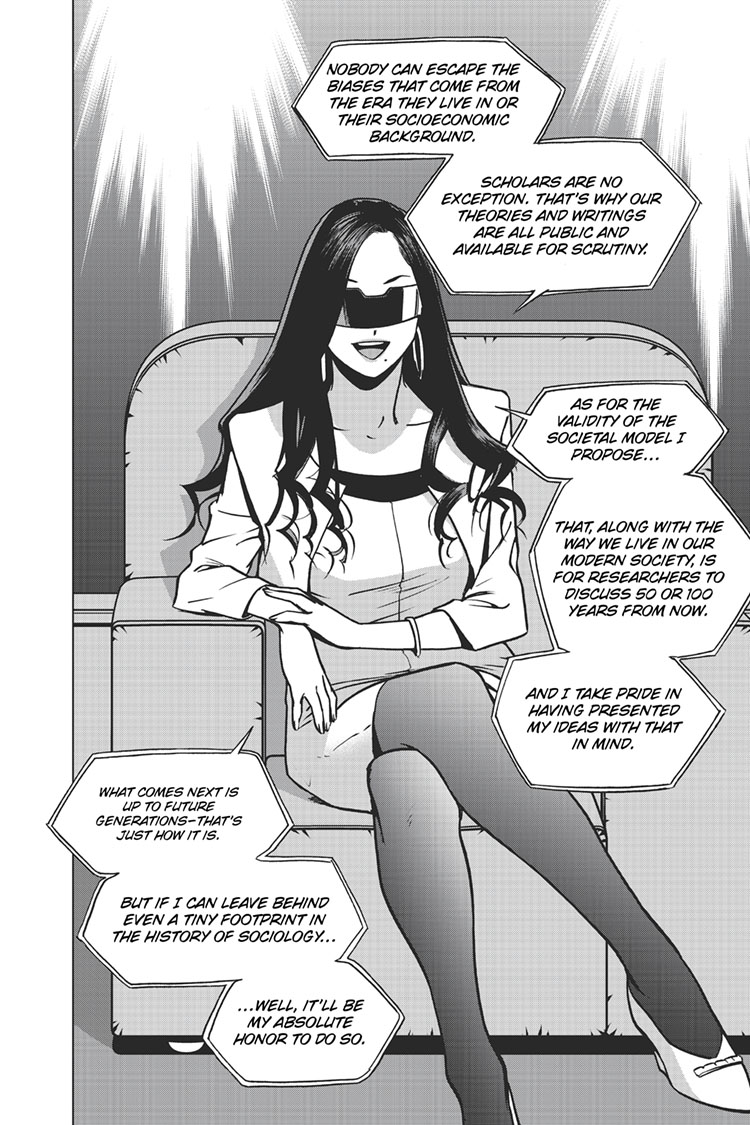 NOBODY CAN ESCAPE THE
BIASES THAT COME FROM
THE ERA THEY LIVE IN OR
THEIR SOCIOECONOMIC
BACKGROUND.
SCHOLARS ARE NO
EXCEPTION. THAT'S WHY OUR
THEORIES AND WRITINGS
ARE ALL PUBLIC AND
AVAILABLE FOR SCRUTINY.
AS FOR THE
VALIDITY OF THE
SOCIETAL MODEL I
PROPOSE...
THAT, ALONG WITH THE
WAY WE LIVE IN OUR
MODERN SOCIETY, IS
FOR RESEARCHERS TO
DISCUSS 50 OR 100
YEARS FROM NOW.
AND I TAKE PRIDE IN
HAVING PRESENTED
MY IDEAS WITH THAT
IN MIND.
WHAT COMES NEXT IS
UP TO FUTURE
GENERATIONS–THAT'S
JUST HOW IT IS.
BUT IF I CAN LEAVE BEHIND
EVEN A TINY FOOTPRINT IN
THE HISTORY OF SOCIOLOGY...
...WELL, IT'LL BE
MY ABSOLUTE
HONOR TO DO SO.